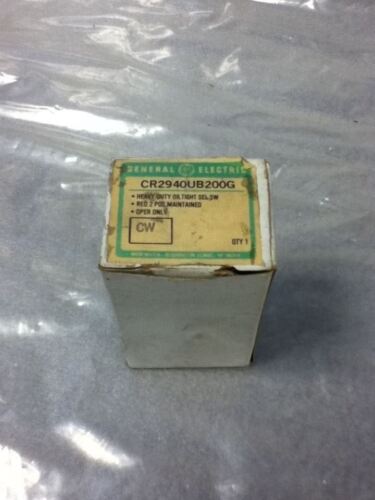 GENERAL ELECTRIC
CR2940UB200G
• HEAVY DUTY OILTIGHT SEL SW
• RED 2 POS MAINTAINED
• OPER ONLY
CW
QTY 1